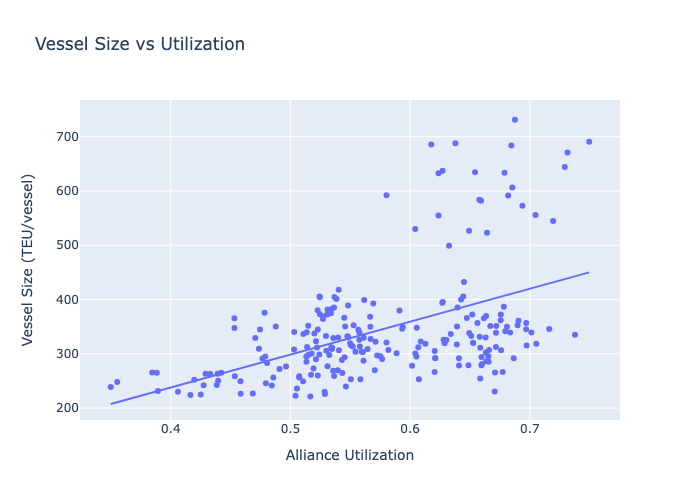 Vessel Size vs Utilization
700
600
500
400
300
200
0.4 0.5 0.6 0.7
Vessel Size (TEU/vessel)
Alliance Utilization